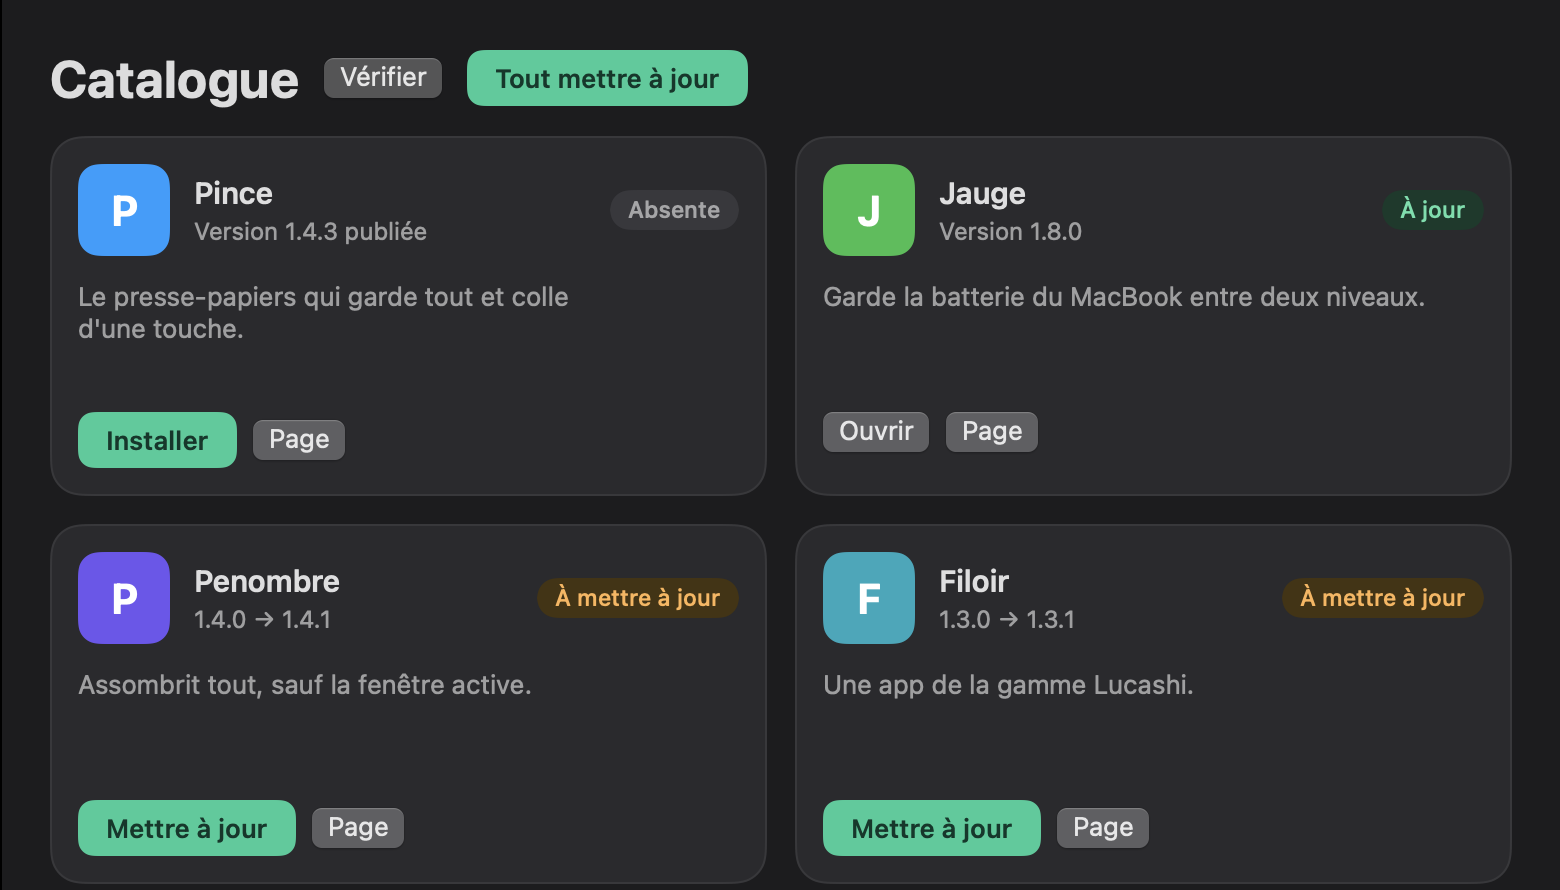 Catalogue
Vérifier
Tout mettre à jour
P
Pince
Version 1.4.3 publiée
Absente
Le presse-papiers qui garde tout et colle
d'une touche.
Installer
Page
J
Jauge
Version 1.8.0
À jour
Garde la batterie du MacBook entre deux niveaux.
Ouvrir
Page
P
Penombre
1.4.0 → 1.4.1
À mettre à jour
Assombrit tout, sauf la fenêtre active.
Mettre à jour
Page
F
Filoir
1.3.0 → 1.3.1
À mettre à jour
Une app de la gamme Lucashi.
Mettre à jour
Page